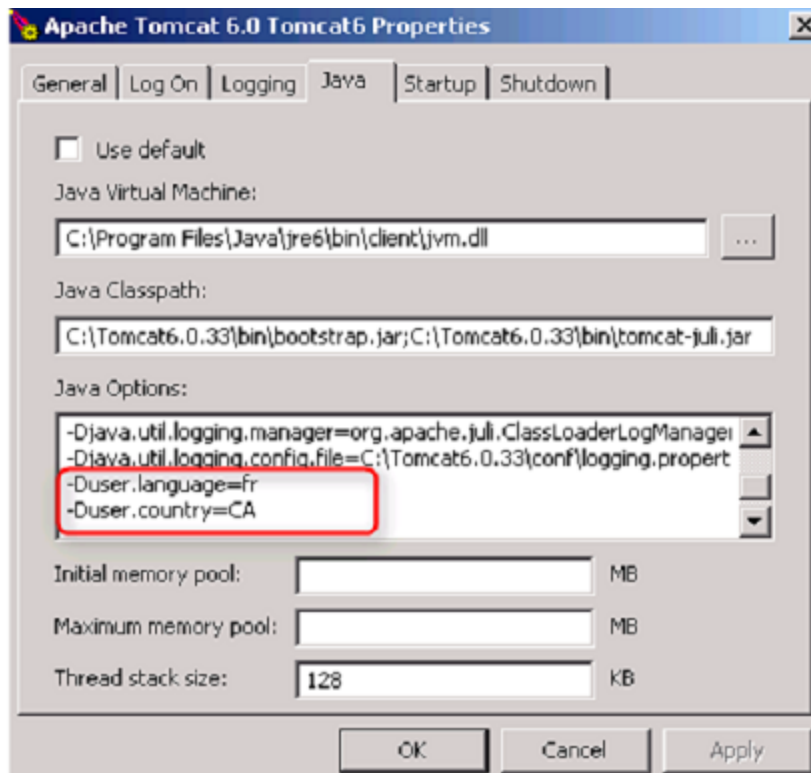 Apache Tomcat 6.0 Tomcat6 Properties
General Log On Logging Java Startup Shutdown
Use default
Java Virtual Machine:
C:\Program Files\Java\jre6\bin\client\jvm.dll ...
Java Classpath:
C:\Tomcat6.0.33\bin\bootstrap.jar;C:\Tomcat6.0.33\bin\tomcat-juli.jar
Java Options:
-Djava.util.logging.manager=org.apache.juli.ClassLoaderLogManager
-Djava.util.logging.config.file=C:\Tomcat6.0.33\conf\logging.propert
-Duser.language=fr
-Duser.country=CA
Initial memory pool: MB
Maximum memory pool: MB
Thread stack size: 128 KB
OK Cancel Apply